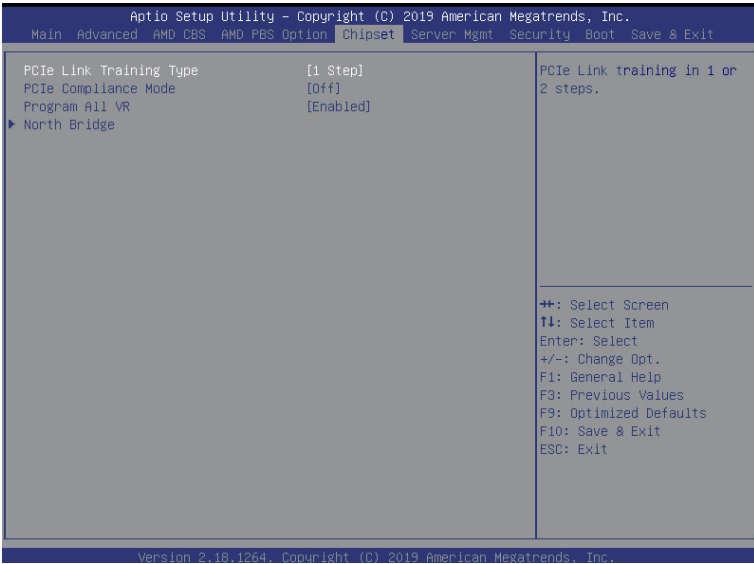 Aptio Setup Utility – Copyright (C) 2019 American Megatrends, Inc.
Main Advanced AMD CBS AMD PBS Option Chipset Server Mgmt Security Boot Save & Exit
PCIe Link Training Type [1 Step]
PCIe Compliance Mode [Off]
Program All VR [Enabled]
North Bridge
PCIe Link training in 1 or
2 steps.
→←: Select Screen
↑↓: Select Item
Enter: Select
+/-: Change Opt.
F1: General Help
F3: Previous Values
F9: Optimized Defaults
F10: Save & Exit
ESC: Exit
Version 2.18.1264. Copyright (C) 2019 American Megatrends, Inc.